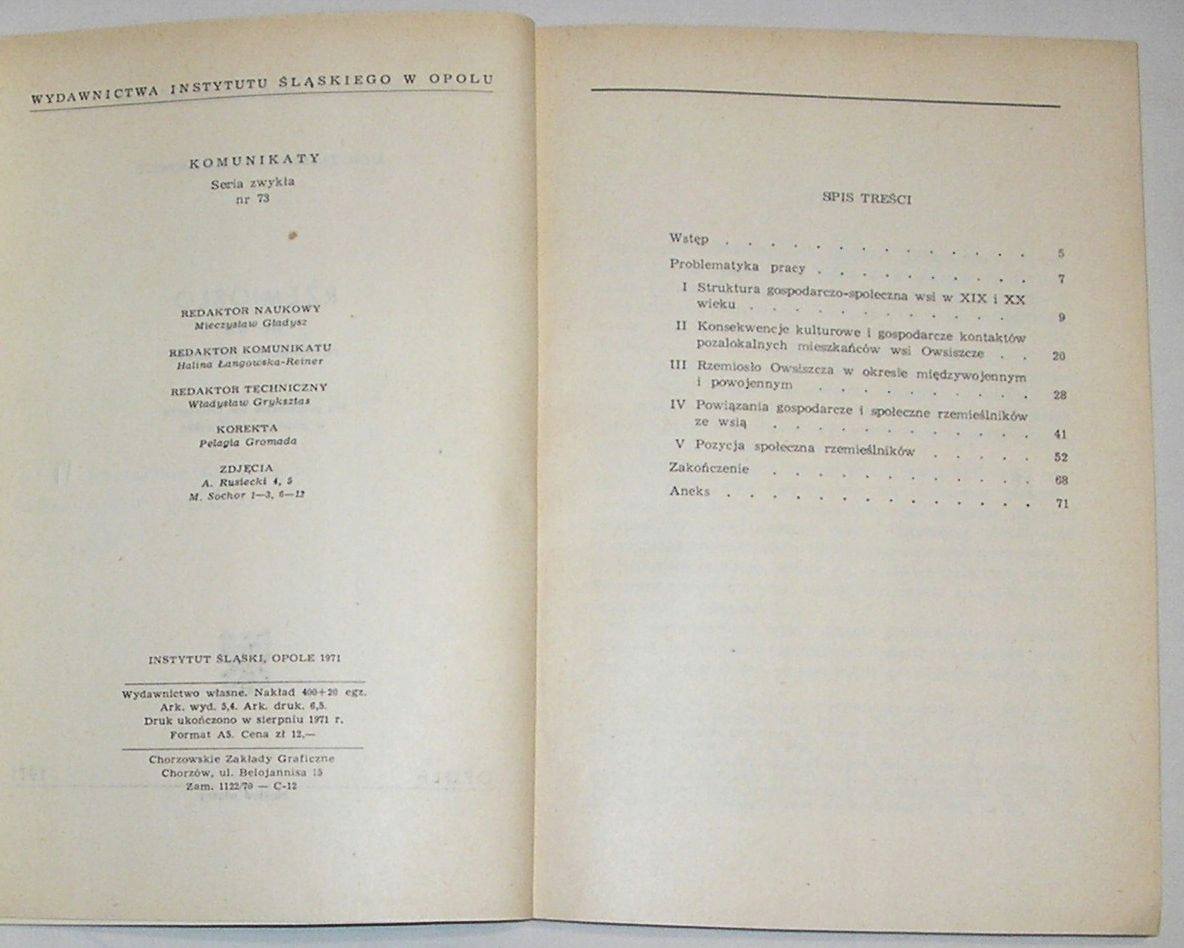 WYDAWNICTWA INSTYTUTU ŚLĄSKIEGO W OPOLU
KOMUNIKATY
Seria zwykła
nr 73
REDAKTOR NAUKOWY
Mieczysław Gładysz
REDAKTOR KOMUNIKATU
Halina Łangowska-Reiner
REDAKTOR TECHNICZNY
Władysław Gryksztas
KOREKTA
Pelagia Gromada
ZDJĘCIA
A. Rusiecki 4, 5
M. Sochor 1—3, 6—12
INSTYTUT ŚLĄSKI, OPOLE 1971
Wydawnictwo własne. Nakład 400+20 egz.
Ark. wyd. 5,4. Ark. druk. 6,5.
Druk ukończono w sierpniu 1971 r.
Format A5. Cena zł 12,—
Chorzowskie Zakłady Graficzne
Chorzów, ul. Belojannisa 15
Zam. 1122/70 — C-12
SPIS TREŚCI
Wstęp . . . . . . . . . . . . . . 5
Problematyka pracy . . . . . . . . . . 7
I Struktura gospodarczo-społeczna wsi w XIX i XX
wieku . . . . . . . . . . . . 9
II Konsekwencje kulturowe i gospodarcze kontaktów
pozalokalnych mieszkańców wsi Owsiszcze . . 20
III Rzemiosło Owsiszcza w okresie międzywojennym
i powojennym . . . . . . . . . . 28
IV Powiązania gospodarcze i społeczne rzemieślników
ze wsią . . . . . . . . . . . . 41
V Pozycja społeczna rzemieślników . . . . . 52
Zakończenie . . . . . . . . . . . . 68
Aneks . . . . . . . . . . . . . . 71